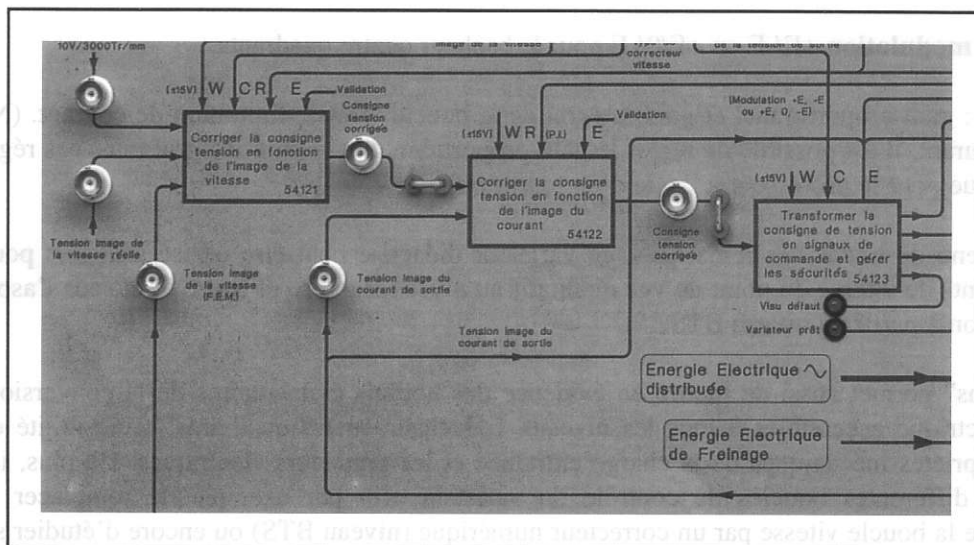 10V/3000Tr/mm
image de la vitesse
correcteur
vitesse
de la tension de sortie
(±15V) W C R E
Validation
Consigne
tension
corrigée
Corriger la consigne
tension en fonction
de l'image de la
vitesse
54121
(±15V) W R (P.I.) E
Validation
(Modulation +E, -E
ou +E, 0, -E)
Corriger la consigne
tension en fonction
de l'image du
courant
54122
(±15V) W C E
Transformer la
consigne de tension
en signaux de
commande et gérer
les sécurités
54123
Consigne
tension
corrigée
Tension image de
la vitesse réelle
Tension image
de la vitesse
(F.E.M.)
Tension image du
courant de sortie
Visu défaut
Variateur prêt
Tension image du
courant de sortie
Energie Electrique
distribuée
Energie Electrique
de Freinage